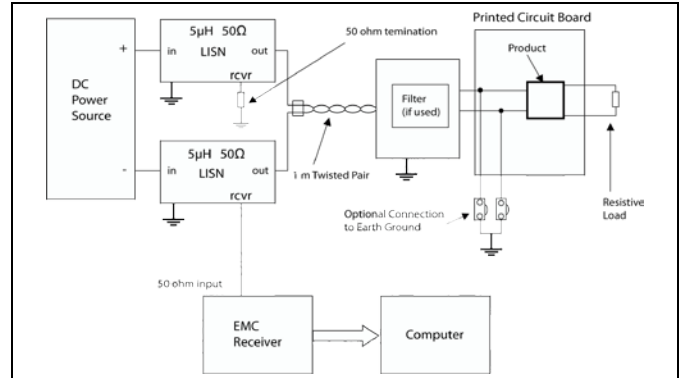 Printed Circuit Board
5µH 50Ω
in
out
LISN
rcvr
50 ohm temination
Product
+
DC
Power
Source
Filter
(if used)
5µH 50Ω
-
in
out
LISN
rcvr
1 m Twisted Pair
Optional Connection
to Earth Ground
Resistive
Load
50 ohm input
EMC
Receiver
Computer